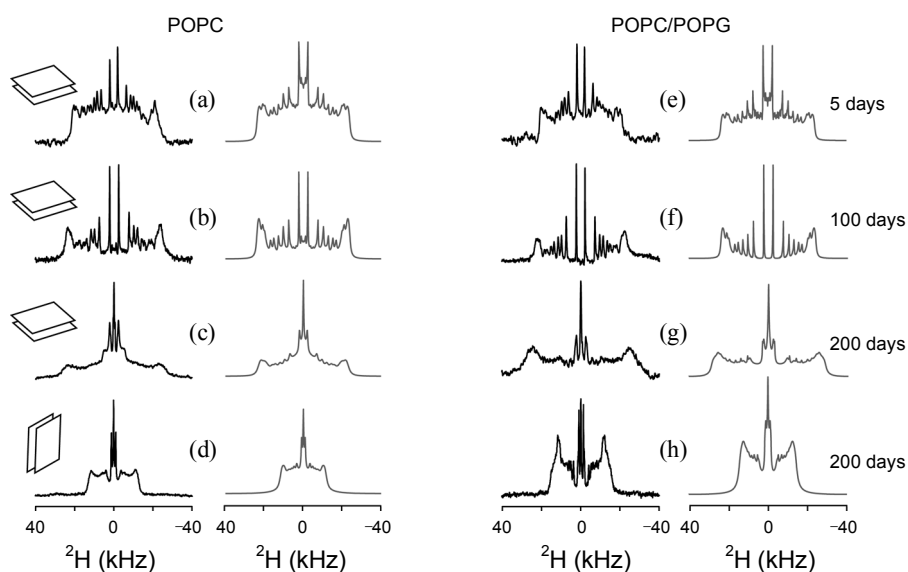 POPC POPC/POPG
(a) (e) 5 days
(b) (f) 100 days
(c) (g) 200 days
(d) (h) 200 days
40 0 −40 40 0 −40 40 0 −40 40 0 −40
²H (kHz) ²H (kHz) ²H (kHz) ²H (kHz)